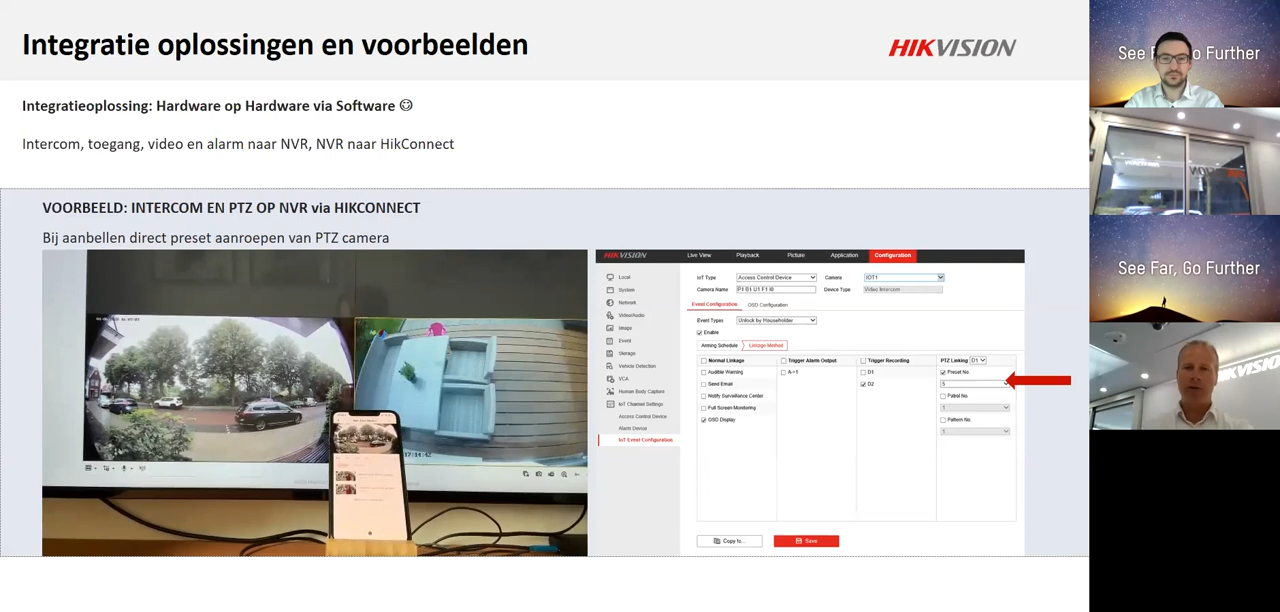 Integratie oplossingen en voorbeelden
HIKVISION
Integratieoplossing: Hardware op Hardware via Software
Intercom, toegang, video en alarm naar NVR, NVR naar HikConnect
VOORBEELD: INTERCOM EN PTZ OP NVR via HIKCONNECT
Bij aanbellen direct preset aanroepen van PTZ camera
HIKVISION Live View Playback Picture Application Configuration
Local
System
Network
Video/Audio
Image
Event
Storage
Vehicle Detection
VCA
Human Body Capture
IoT Channel Settings
Access Control Device
Alarm Device
IoT Event Configuration
IoT Type Access Control Device Camera IOT1
Camera Name Device Type Video Intercom
Event Configuration OSD Configuration
Event Types Unlock by Householder
Enable
Arming Schedule Linkage Method
Normal Linkage Trigger Alarm Output Trigger Recording PTZ Linking D1
Audible Warning A->1 D1 Preset No.
Send Email D2 5
Notify Surveillance Center Patrol No.
Full Screen Monitoring 1
OSD Display Pattern No.
1
Copy to... Save
See Further
See Far, Go Further